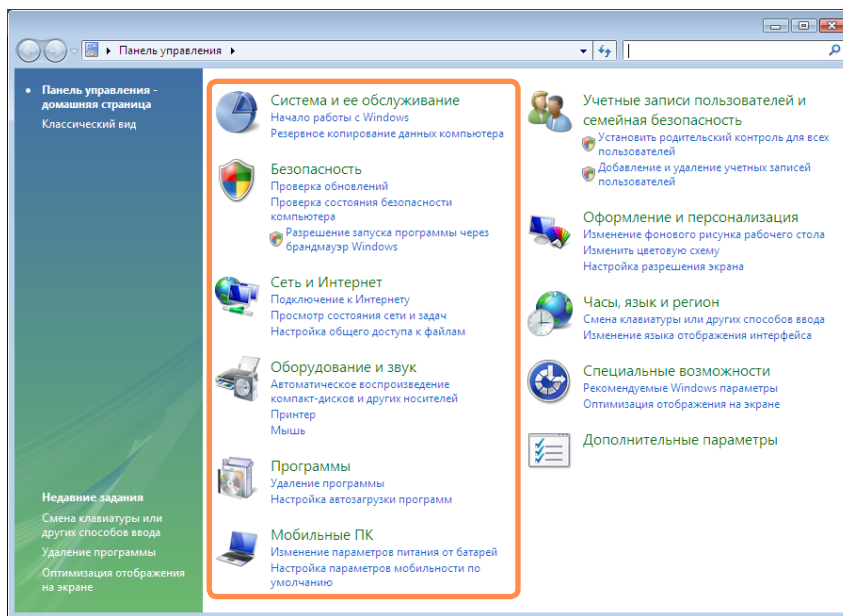 Панель управления
Панель управления -
домашняя страница
Классический вид
Система и ее обслуживание
Начало работы с Windows
Резервное копирование данных компьютера
Безопасность
Проверка обновлений
Проверка состояния безопасности
компьютера
Разрешение запуска программы через
брандмауэр Windows
Сеть и Интернет
Подключение к Интернету
Просмотр состояния сети и задач
Настройка общего доступа к файлам
Оборудование и звук
Автоматическое воспроизведение
компакт-дисков и других носителей
Принтер
Мышь
Программы
Удаление программы
Настройка автозагрузки программ
Мобильные ПК
Изменение параметров питания от батарей
Настройка параметров мобильности по
умолчанию
Учетные записи пользователей и
семейная безопасность
Установить родительский контроль для всех
пользователей
Добавление и удаление учетных записей
пользователей
Оформление и персонализация
Изменение фонового рисунка рабочего стола
Изменить цветовую схему
Настройка разрешения экрана
Часы, язык и регион
Смена клавиатуры или других способов ввода
Изменение языка отображения интерфейса
Специальные возможности
Рекомендуемые Windows параметры
Оптимизация отображения на экране
Дополнительные параметры
Недавние задания
Смена клавиатуры или
других способов ввода
Удаление программы
Оптимизация отображения
на экране